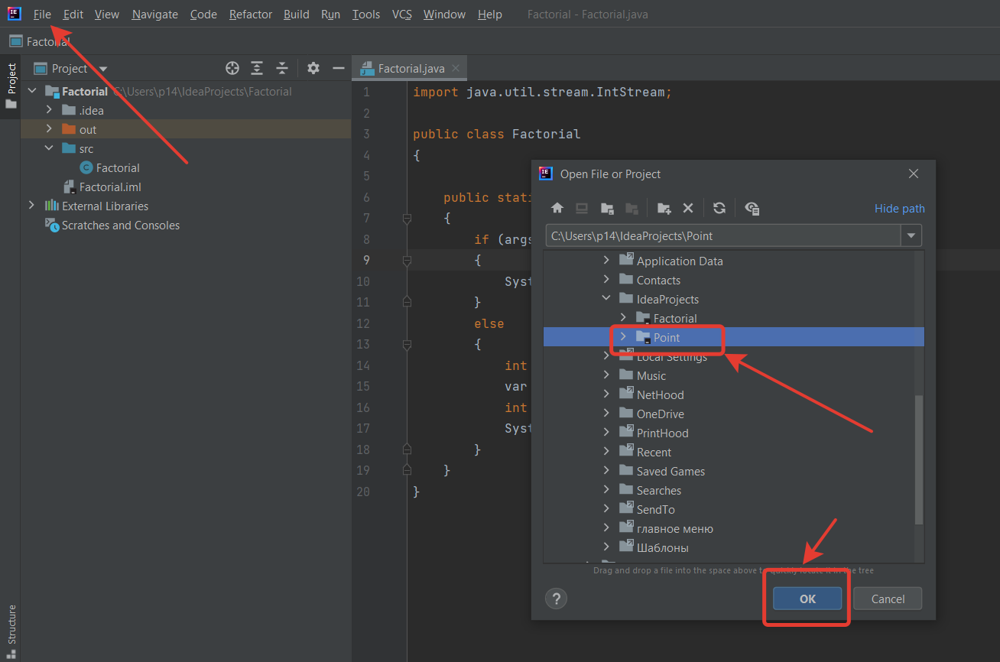 File Edit View Navigate Code Refactor Build Run Tools VCS Window Help Factorial - Factorial.java
Factorial
Project
Project
Factorial C:\Users\p14\IdeaProjects\Factorial
.idea
out
src
Factorial
Factorial.iml
External Libraries
Scratches and Consoles
Structure
Factorial.java
1 import java.util.stream.IntStream;
2
3 public class Factorial
4 {
5
6 public stati
7 {
8 if (args
9 {
10 Syst
11 }
12 else
13 {
14 int
15 var
16 int
17 Syst
18 }
19 }
20 }
Open File or Project
Hide path
C:\Users\p14\IdeaProjects\Point
Application Data
Contacts
IdeaProjects
Factorial
Point
Local Settings
Music
NetHood
OneDrive
PrintHood
Recent
Saved Games
Searches
SendTo
главное меню
Шаблоны
Drag and drop a file into the space above to quickly locate it in the tree
?
OK
Cancel